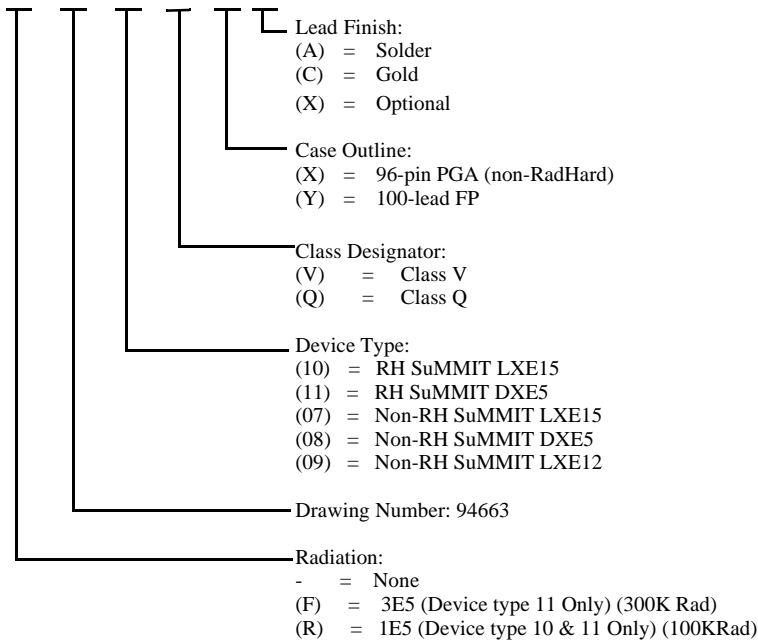 Lead Finish:
(A) = Solder
(C) = Gold
(X) = Optional
Case Outline:
(X) = 96-pin PGA (non-RadHard)
(Y) = 100-lead FP
Class Designator:
(V) = Class V
(Q) = Class Q
Device Type:
(10) = RH SuMMIT LXE15
(11) = RH SuMMIT DXE5
(07) = Non-RH SuMMIT LXE15
(08) = Non-RH SuMMIT DXE5
(09) = Non-RH SuMMIT LXE12
Drawing Number: 94663
Radiation:
- = None
(F) = 3E5 (Device type 11 Only) (300K Rad)
(R) = 1E5 (Device type 10 & 11 Only) (100KRad)